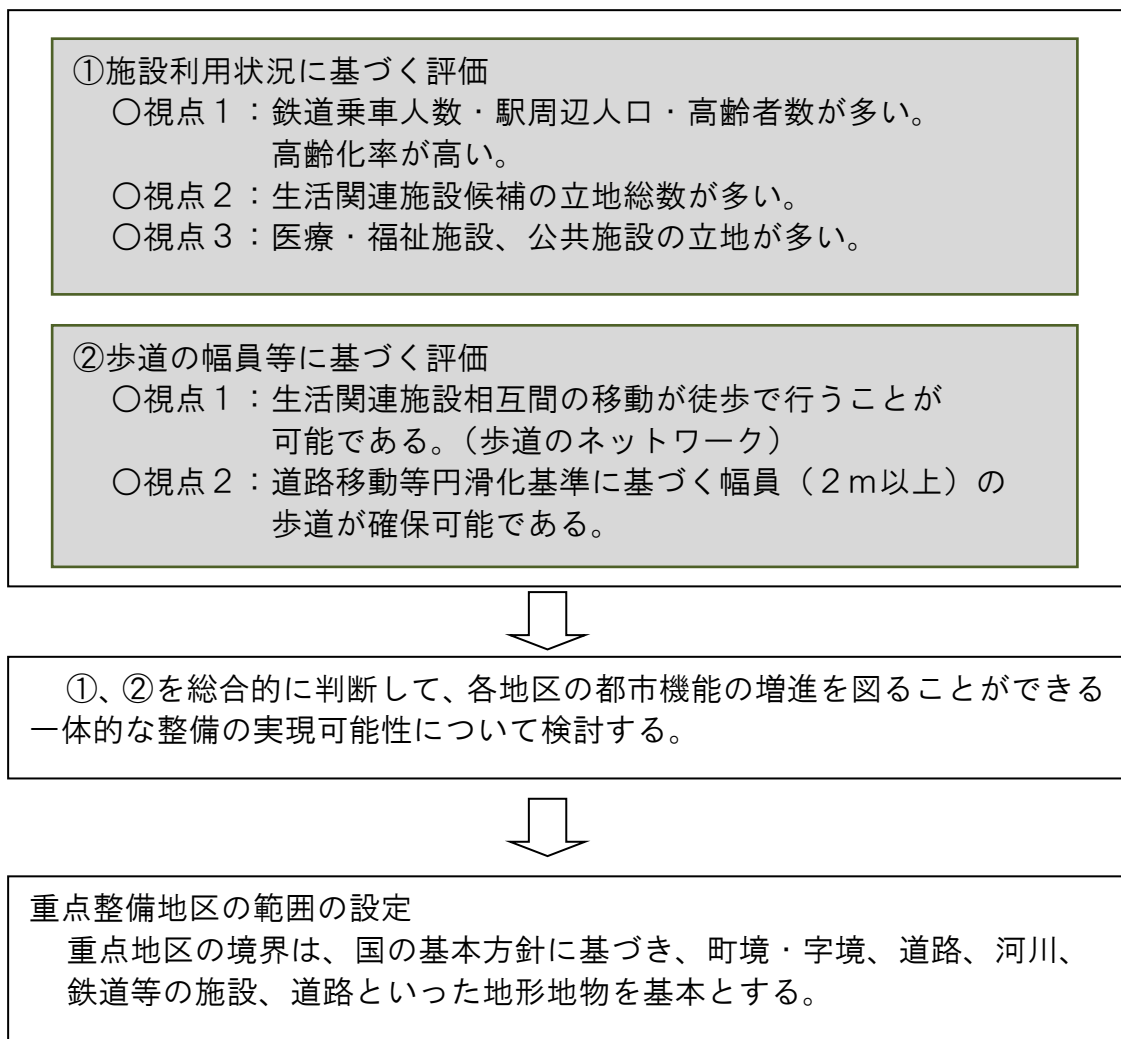 ①施設利用状況に基づく評価
〇視点１：鉄道乗車人数・駅周辺人口・高齢者数が多い。
高齢化率が高い。
〇視点２：生活関連施設候補の立地総数が多い。
〇視点３：医療・福祉施設、公共施設の立地が多い。
②歩道の幅員等に基づく評価
〇視点１：生活関連施設相互間の移動が徒歩で行うことが
可能である。（歩道のネットワーク）
〇視点２：道路移動等円滑化基準に基づく幅員（２ｍ以上）の
歩道が確保可能である。
①、②を総合的に判断して、各地区の都市機能の増進を図ることができる
一体的な整備の実現可能性について検討する。
重点整備地区の範囲の設定
重点地区の境界は、国の基本方針に基づき、町境・字境、道路、河川、
鉄道等の施設、道路といった地形地物を基本とする。